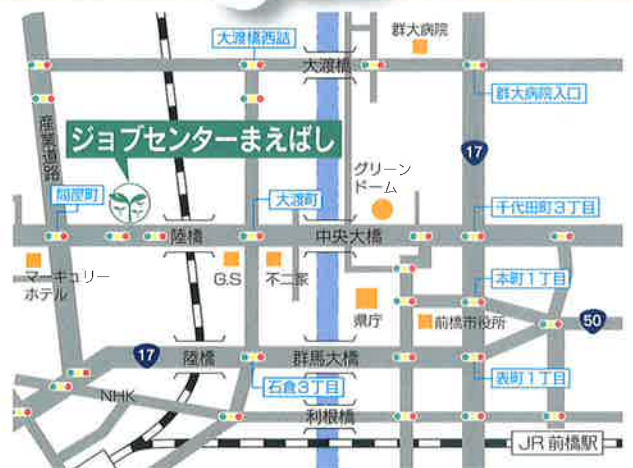 大渡橋西詰
群大病院
大渡橋
群大病院入口
産業道路
ジョブセンターまえばし
17
グリーン
ドーム
問屋町
大渡町
千代田町3丁目
陸橋
中央大橋
マーキュリー
ホテル
G.S
不二家
本町1丁目
県庁
前橋市役所
50
17
陸橋
群馬大橋
石倉3丁目
表町1丁目
NHK
利根橋
JR 前橋駅